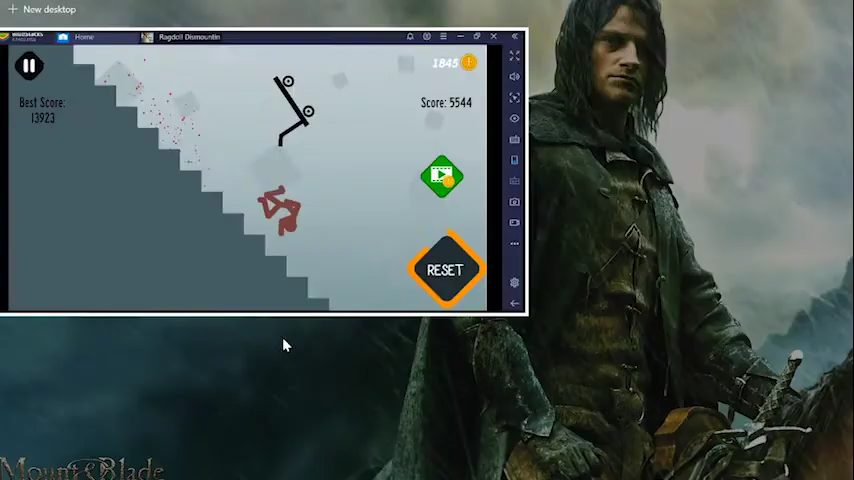 + New desktop
Home
Ragdoll Dismountin
1845
Best Score:
13923
Score: 5544
RESET
Mount & Blade